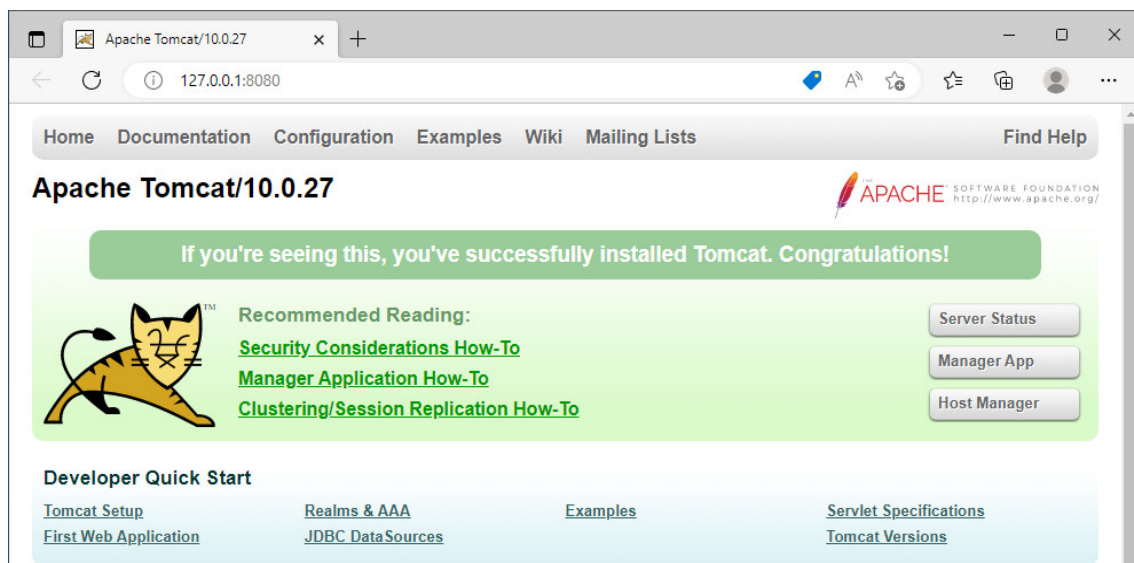 Apache Tomcat/10.0.27
127.0.0.1:8080
Home Documentation Configuration Examples Wiki Mailing Lists Find Help
Apache Tomcat/10.0.27
THE
APACHE SOFTWARE FOUNDATION
http://www.apache.org/
If you're seeing this, you've successfully installed Tomcat. Congratulations!
TM
Recommended Reading:
Security Considerations How-To
Manager Application How-To
Clustering/Session Replication How-To
Server Status
Manager App
Host Manager
Developer Quick Start
Tomcat Setup Realms & AAA Examples Servlet Specifications
First Web Application JDBC DataSources Tomcat Versions